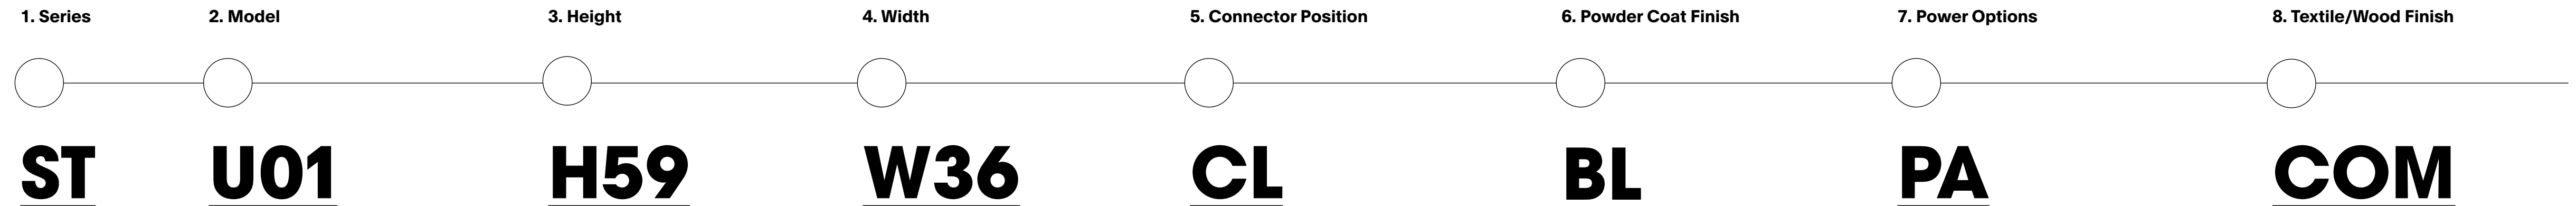 1. Series 2. Model 3. Height 4. Width 5. Connector Position 6. Powder Coat Finish 7. Power Options 8. Textile/Wood Finish
ST U01 H59 W36 CL BL PA COM